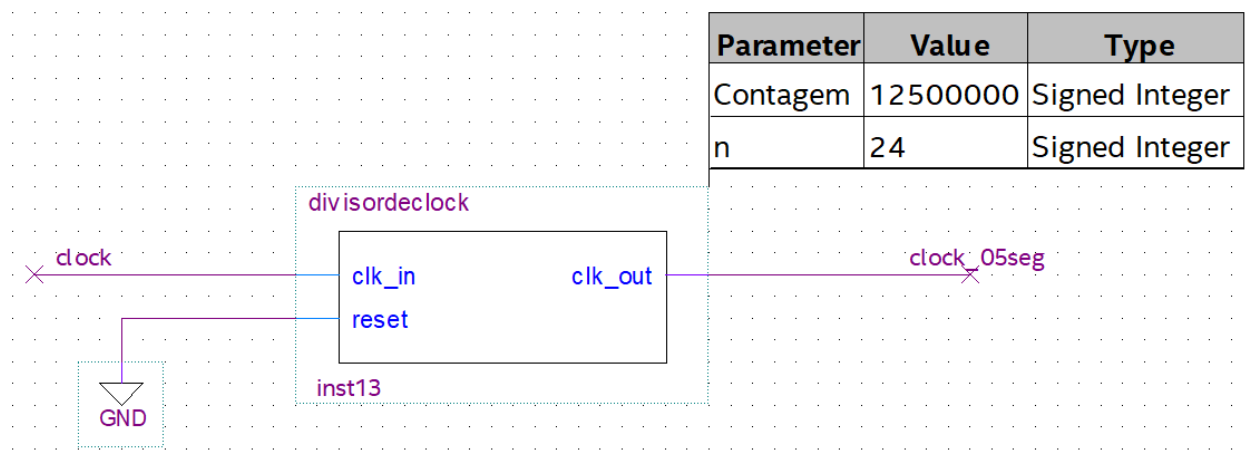 Parameter Value Type
Contagem 12500000 Signed Integer
n 24 Signed Integer
divisordeclock
clock
clk_in clk_out
clock_05seg
reset
inst13
GND